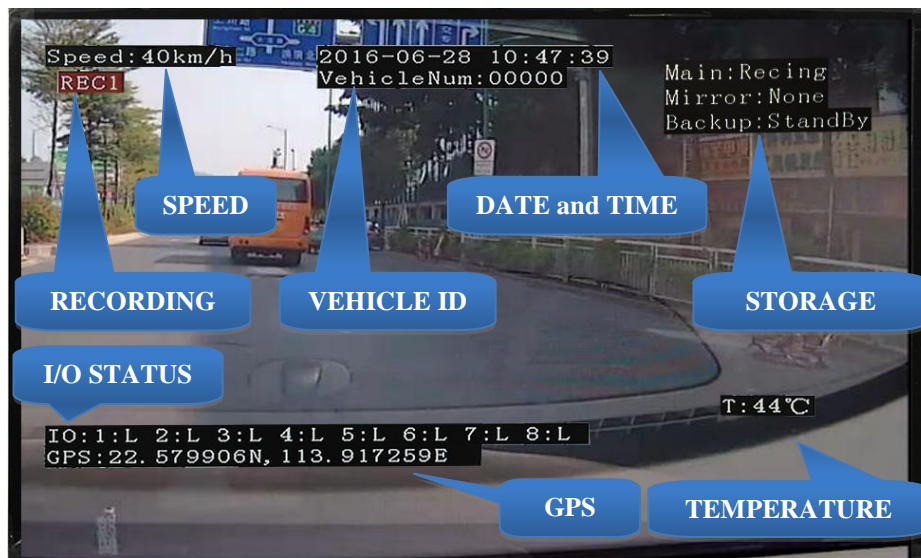 G4
Speed:40km/h
2016-06-28 10:47:39
REC1
VehicleNum:00000
Main:Recing
Mirror:None
Backup:StandBy
SPEED
DATE and TIME
RECORDING
VEHICLE ID
STORAGE
I/O STATUS
T:44℃
IO:1:L 2:L 3:L 4:L 5:L 6:L 7:L 8:L
GPS:22.579906N,113.917259E
GPS
TEMPERATURE